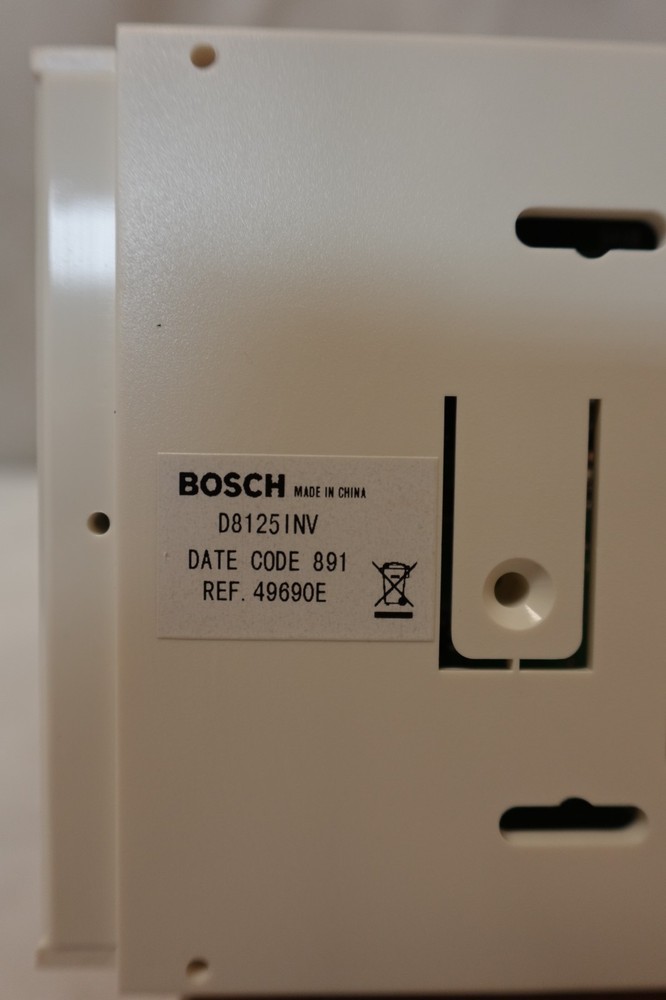 BOSCH MADE IN CHINA
D8125INV
DATE CODE 891
REF. 49690E